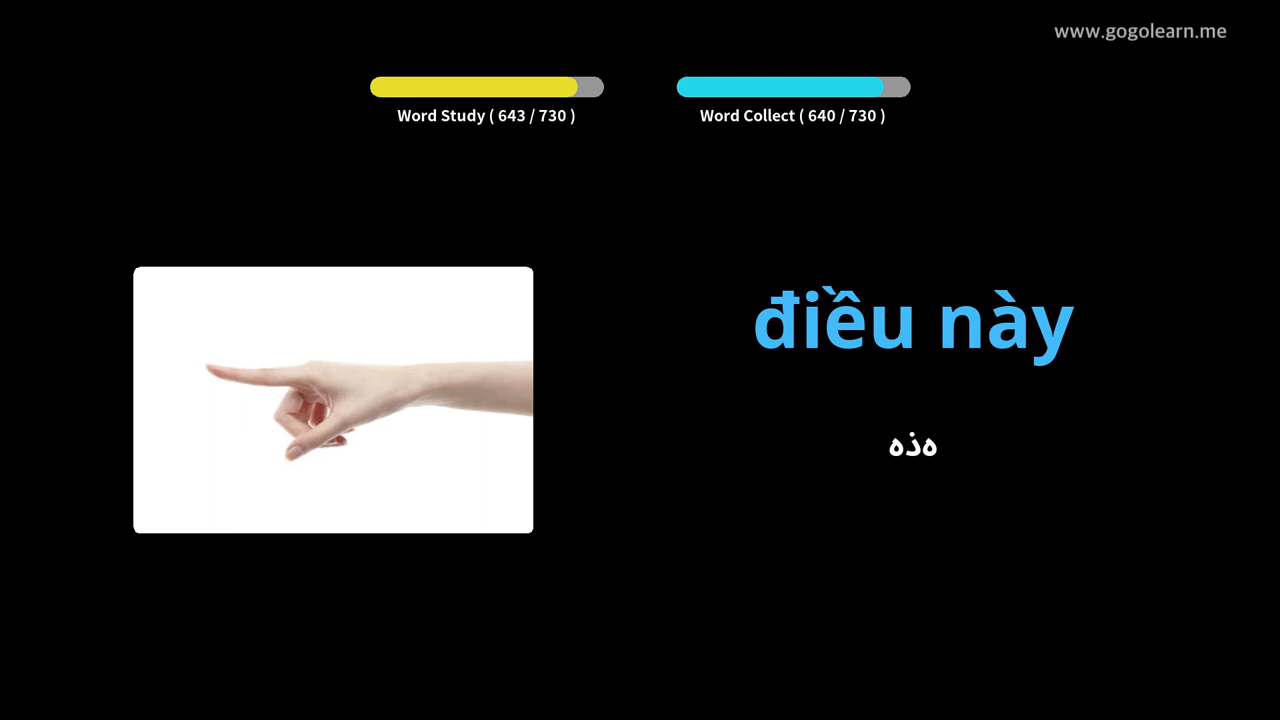 www.gogolearn.me
Word Study ( 643 / 730 )
Word Collect ( 640 / 730 )
điều này
هذه